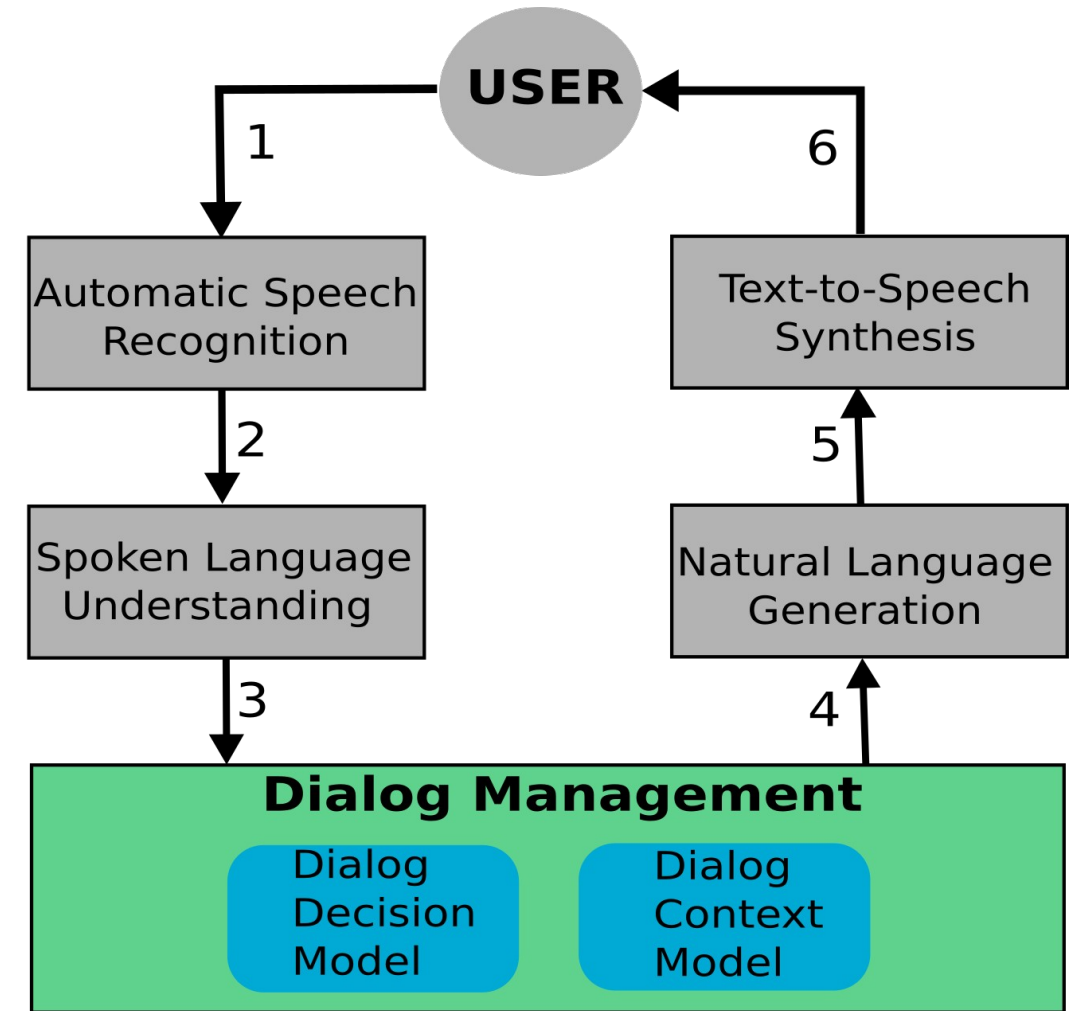 USER
1
6
Automatic Speech
Recognition
Text-to-Speech
Synthesis
2
5
Spoken Language
Understanding
Natural Language
Generation
3
4
Dialog Management
Dialog
Decision
Model
Dialog
Context
Model